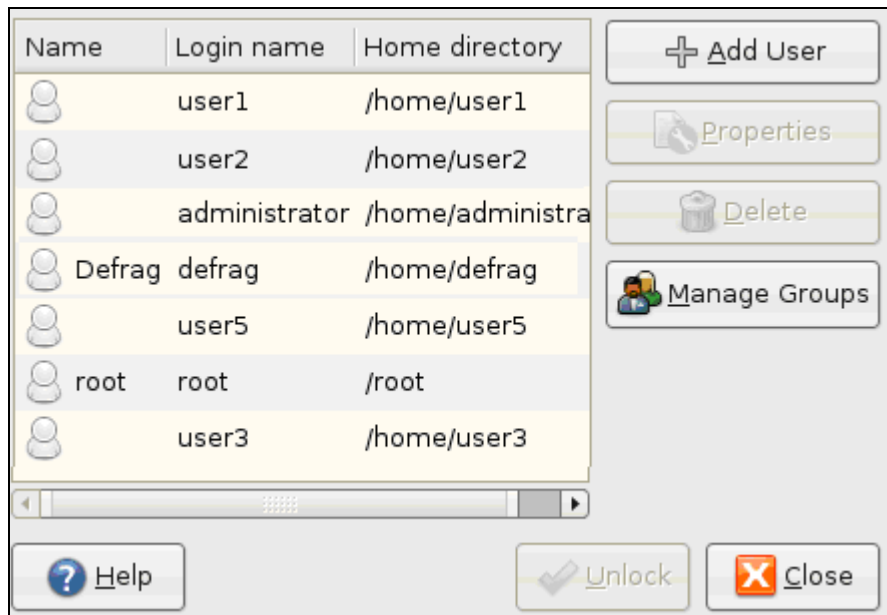 Name Login name Home directory
user1 /home/user1
user2 /home/user2
administrator /home/administra
Defrag defrag /home/defrag
user5 /home/user5
root root /root
user3 /home/user3
Add User
Properties
Delete
Manage Groups
Help
Unlock
Close